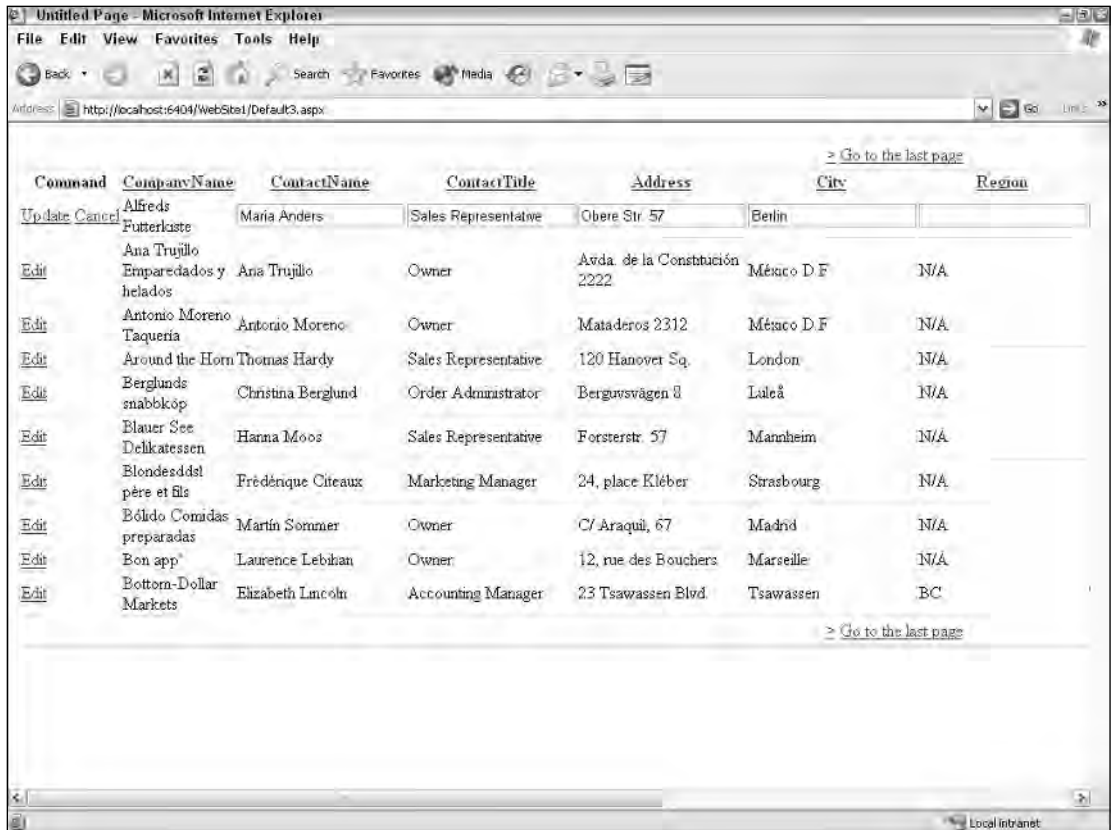 Untitled Page - Microsoft Internet Explorer
File Edit View Favorites Tools Help
Back Search Favorites Media
Address http://localhost:6404/WebSite1/Default3.aspx Go Links »
> Go to the last page
Command CompanyName ContactName ContactTitle Address City Region
Update Cancel Alfreds Futterkiste Maria Anders Sales Representative Obere Str. 57 Berlin
Edit Ana Trujillo Emparedados y helados Ana Trujillo Owner Avda. de la Constitución 2222 México D.F N/A
Edit Antonio Moreno Taquería Antonio Moreno Owner Mataderos 2312 México D.F N/A
Edit Around the Horn Thomas Hardy Sales Representative 120 Hanover Sq. London N/A
Edit Berglunds snabbköp Christina Berglund Order Administrator Berguvsvägen 8 Luleå N/A
Edit Blauer See Delikatessen Hanna Moos Sales Representative Forsterstr. 57 Mannheim N/A
Edit Blondesddsl père et fils Frédérique Citeaux Marketing Manager 24, place Kléber Strasbourg N/A
Edit Bólido Comidas preparadas Martín Sommer Owner C/ Araquil, 67 Madrid N/A
Edit Bon app' Laurence Lebihan Owner 12, rue des Bouchers Marseille N/A
Edit Bottom-Dollar Markets Elizabeth Lincoln Accounting Manager 23 Tsawassen Blvd. Tsawassen BC
> Go to the last page
Local intranet